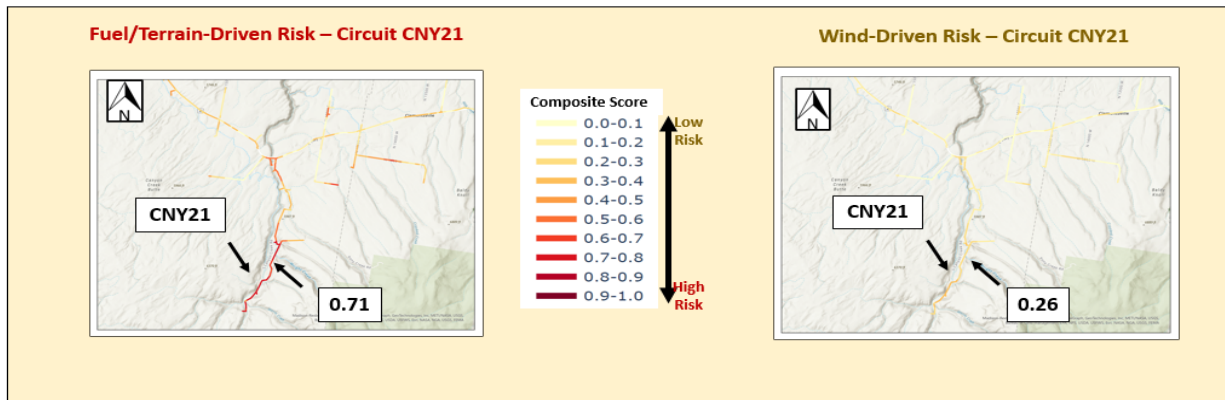 Fuel/Terrain-Driven Risk – Circuit CNY21
Wind-Driven Risk – Circuit CNY21
N
CNY21
0.71
Composite Score
0.0-0.1
0.1-0.2
0.2-0.3
0.3-0.4
0.4-0.5
0.5-0.6
0.6-0.7
0.7-0.8
0.8-0.9
0.9-1.0
Low
Risk
High
Risk
N
CNY21
0.26